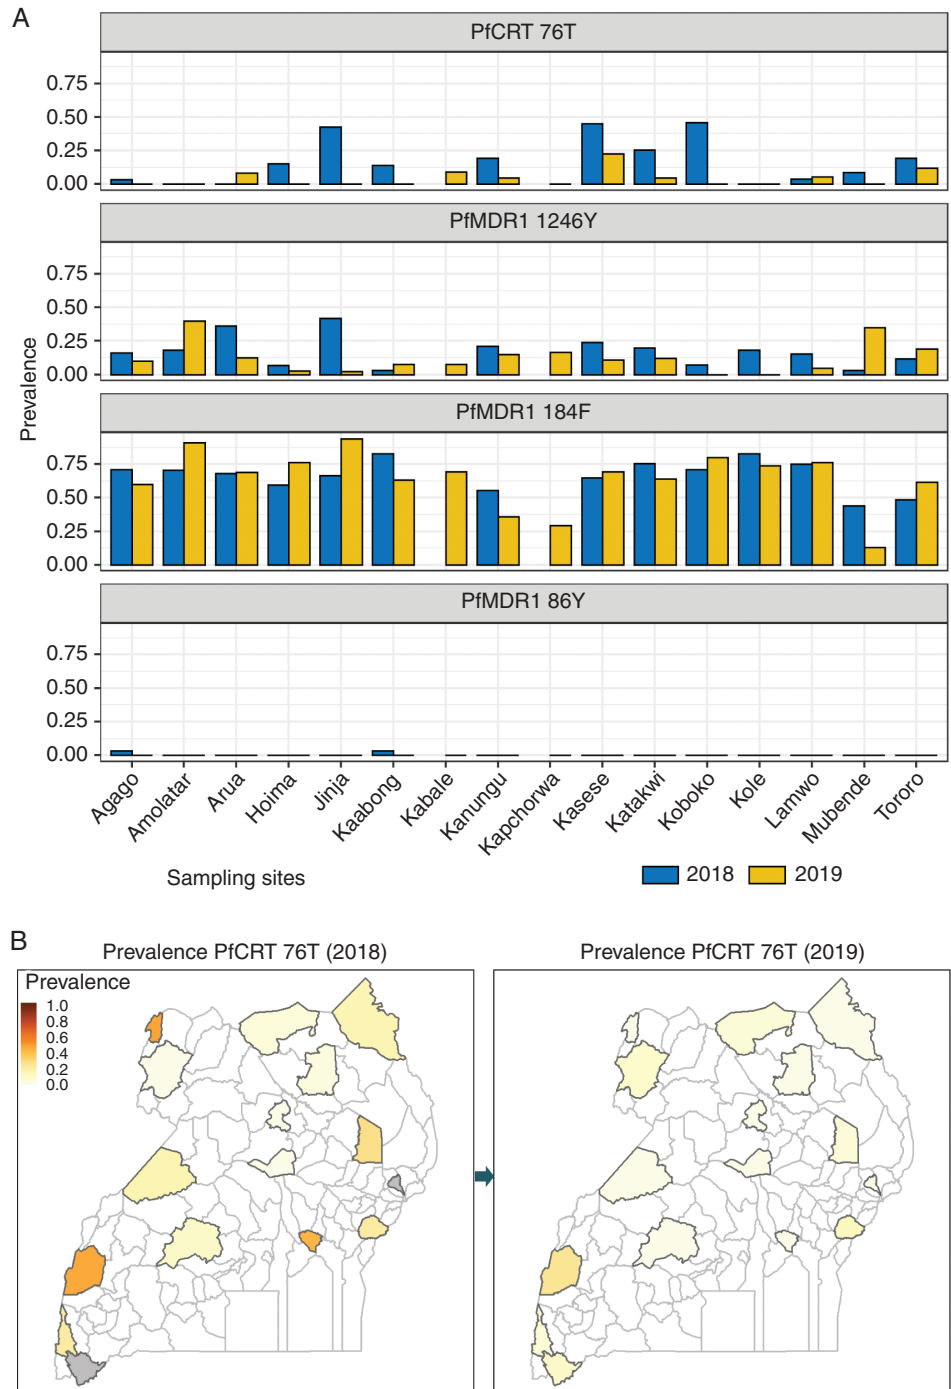 A
PfCRT 76T
0.75
0.50
0.25
0.00
PfMDR1 1246Y
0.75
0.50
0.25
0.00
Prevalence
PfMDR1 184F
0.75
0.50
0.25
0.00
PfMDR1 86Y
0.75
0.50
0.25
0.00
Agago
Amolatar
Arua
Hoima
Jinja
Kaabong
Kabale
Kanungu
Kapchorwa
Kasese
Katakwi
Koboko
Kole
Lamwo
Mubende
Tororo
Sampling sites
2018
2019
B
Prevalence PfCRT 76T (2018)
Prevalence PfCRT 76T (2019)
Prevalence
1.0
0.8
0.6
0.4
0.2
0.0